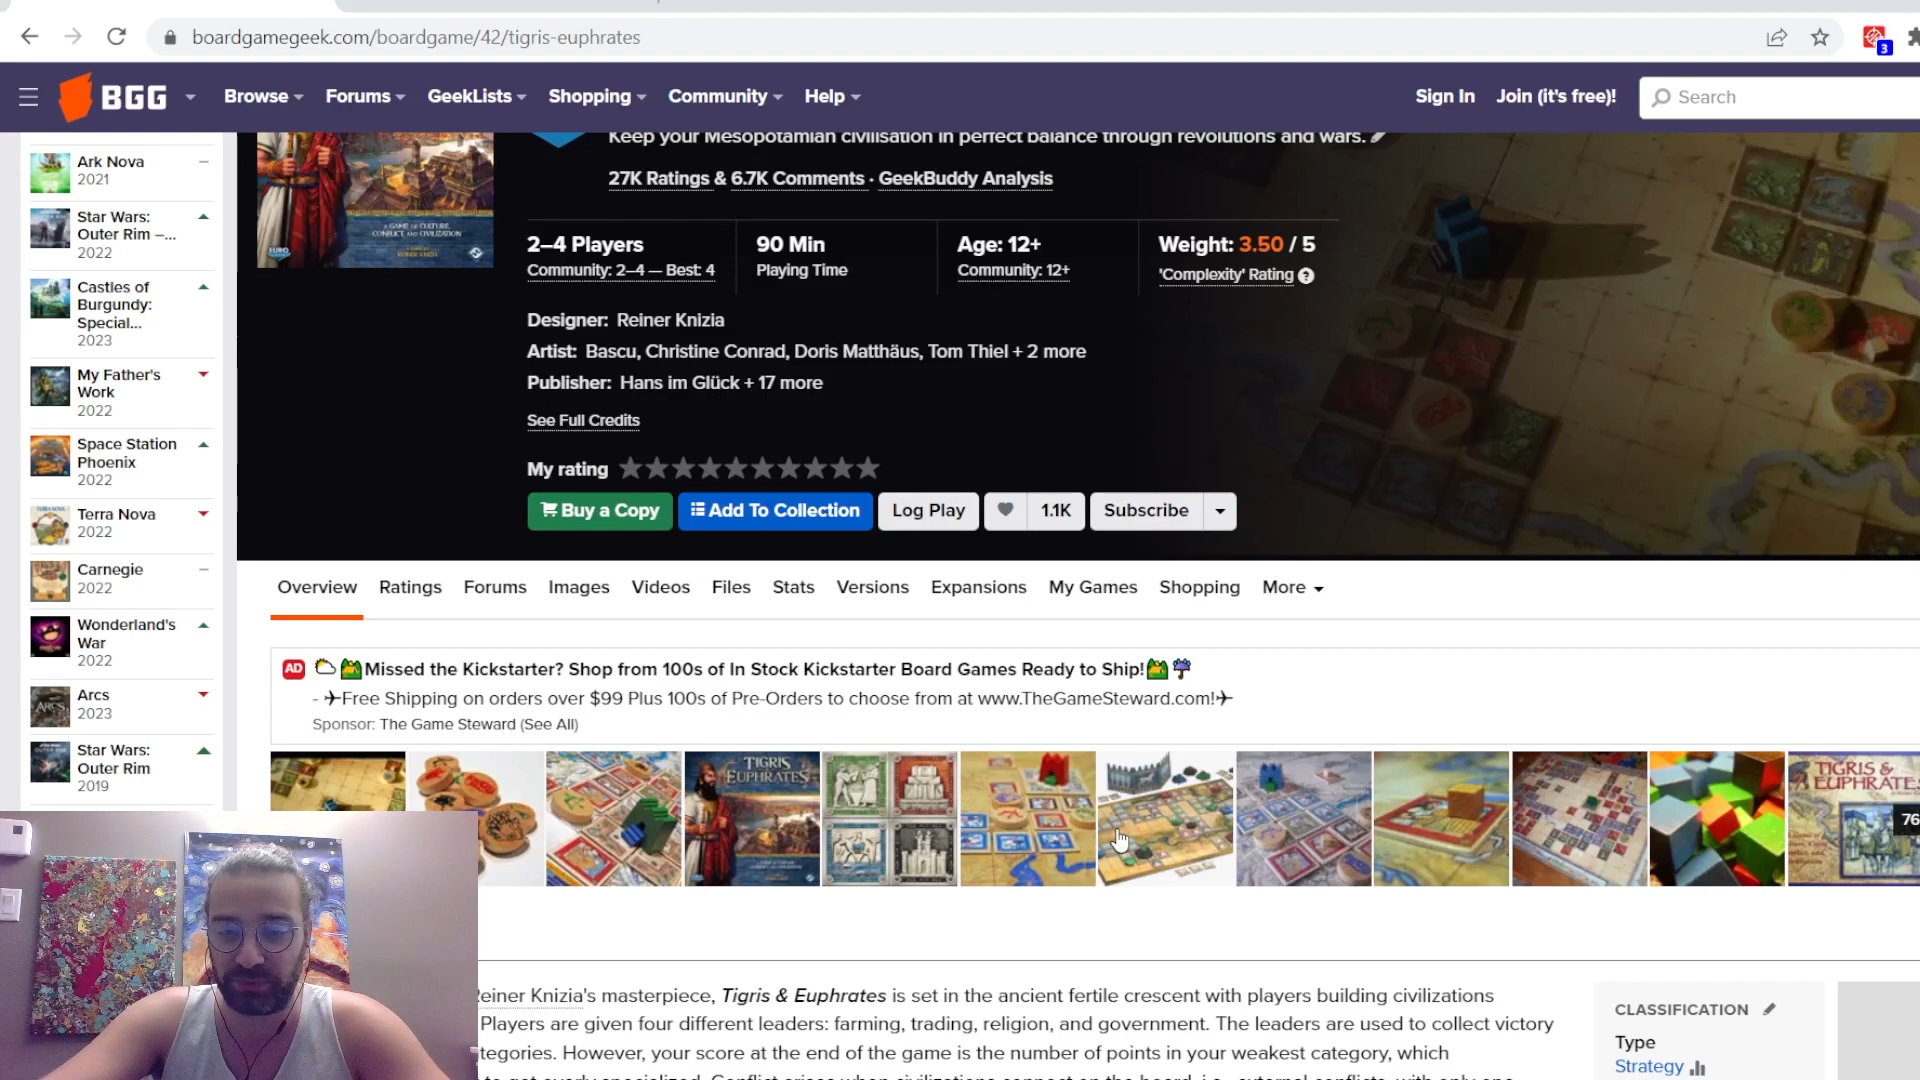 boardgamegeek.com/boardgame/42/tigris-euphrates
3
BGG
Browse
Forums
GeekLists
Shopping
Community
Help
Sign In
Join (it's free)!
Search
Ark Nova
2021
Star Wars:
Outer Rim –...
2022
Castles of
Burgundy:
Special...
2023
My Father's
Work
2022
Space Station
Phoenix
2022
Terra Nova
2022
Carnegie
2022
Wonderland's
War
2022
Arcs
2023
Star Wars:
Outer Rim
2019
A GAME OF CULTURE,
CONFLICT, AND CIVILIZATION
Keep your Mesopotamian civilisation in perfect balance through revolutions and wars.
27K Ratings & 6.7K Comments · GeekBuddy Analysis
2–4 Players
Community: 2–4 — Best: 4
90 Min
Playing Time
Age: 12+
Community: 12+
Weight: 3.50 / 5
'Complexity' Rating
Designer: Reiner Knizia
Artist: Bascu, Christine Conrad, Doris Matthäus, Tom Thiel + 2 more
Publisher: Hans im Glück + 17 more
See Full Credits
My rating
Buy a Copy
Add To Collection
Log Play
1.1K
Subscribe
Overview
Ratings
Forums
Images
Videos
Files
Stats
Versions
Expansions
My Games
Shopping
More
AD Missed the Kickstarter? Shop from 100s of In Stock Kickstarter Board Games Ready to Ship!
- Free Shipping on orders over $99 Plus 100s of Pre-Orders to choose from at www.TheGameSteward.com!
Sponsor: The Game Steward (See All)
TIGRIS
EUPHRATES
TIGRIS &
EUPHRATES
76
Reiner Knizia's masterpiece, Tigris & Euphrates is set in the ancient fertile crescent with players building civilizations
Players are given four different leaders: farming, trading, religion, and government. The leaders are used to collect victory
tegories. However, your score at the end of the game is the number of points in your weakest category, which
CLASSIFICATION
Type
Strategy